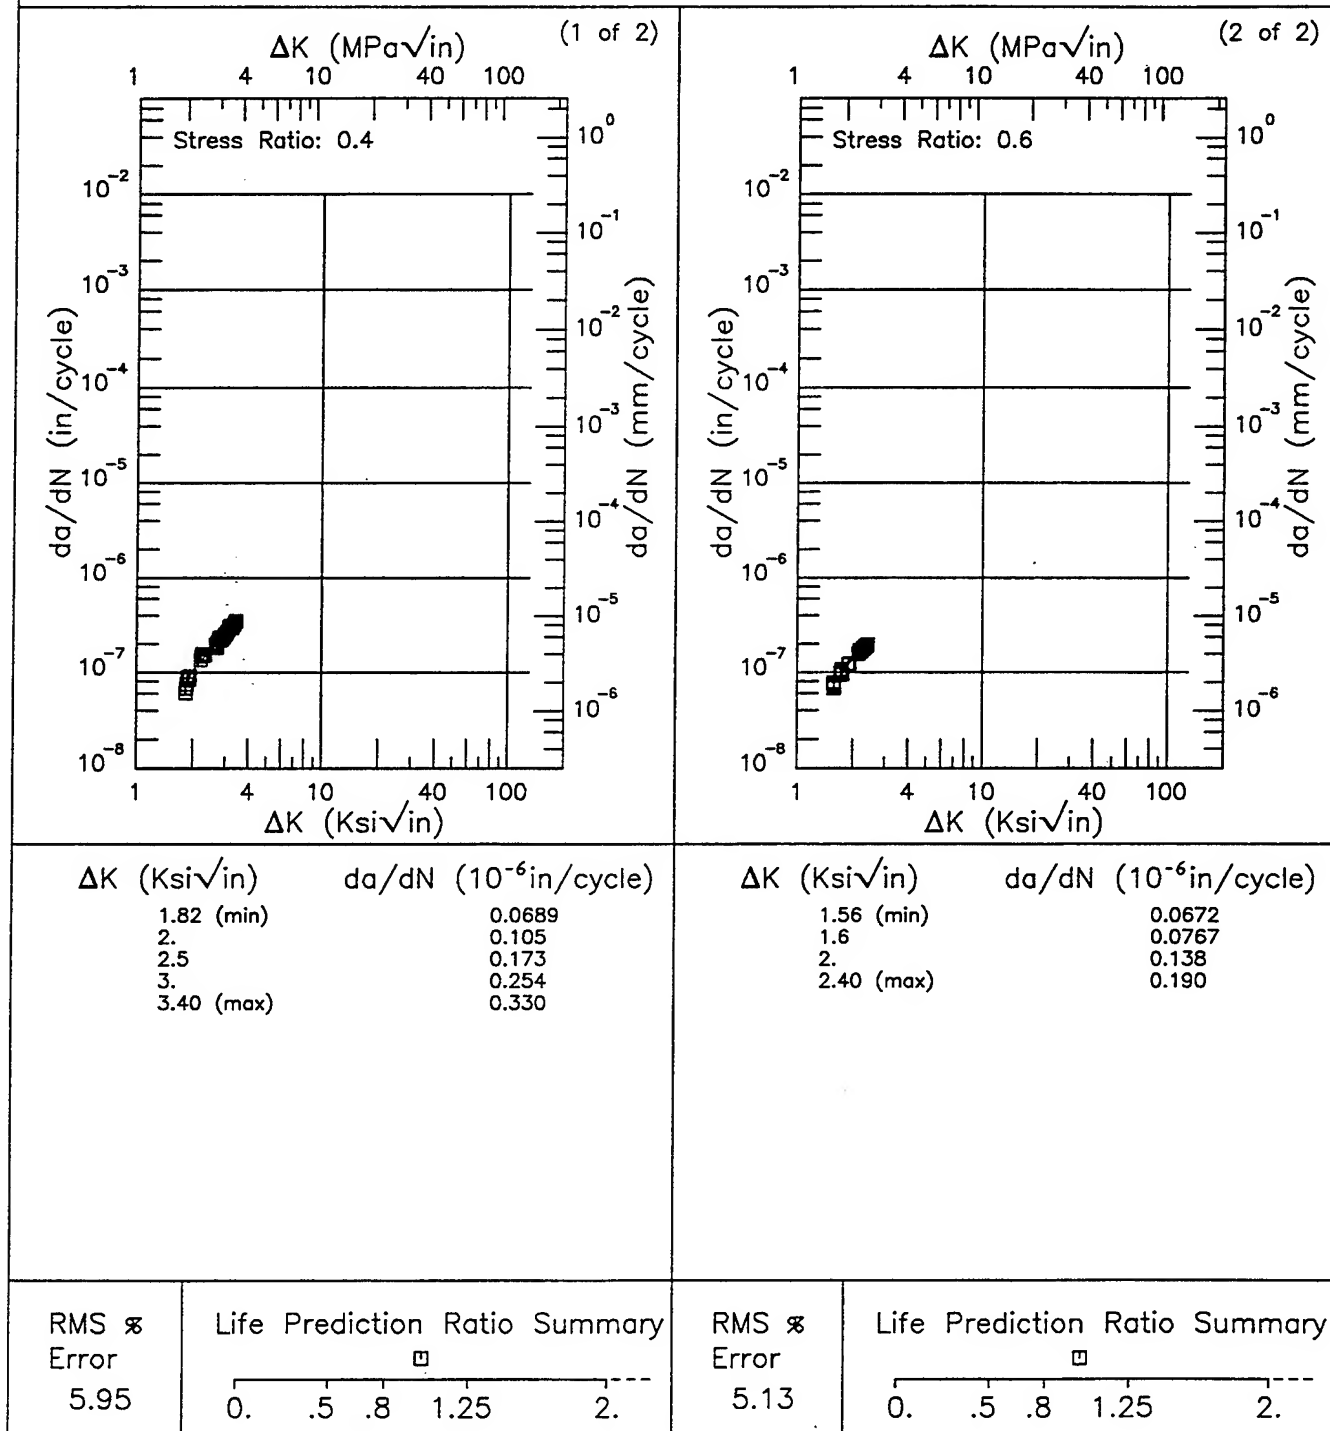 (1 of 2)
ΔK (MPa√in)
1 4 10 40 100
Stress Ratio: 0.4
10⁰
10⁻²
10⁻¹
10⁻³
10⁻²
10⁻⁴
10⁻³
10⁻⁵
10⁻⁴
10⁻⁶
10⁻⁵
10⁻⁷
10⁻⁶
10⁻⁸
da/dN (in/cycle)
da/dN (mm/cycle)
1 4 10 40 100
ΔK (Ksi√in)
ΔK (Ksi√in) da/dN (10⁻⁶in/cycle)
1.82 (min) 0.0689
2. 0.105
2.5 0.173
3. 0.254
3.40 (max) 0.330
RMS % Error
5.95
Life Prediction Ratio Summary
0. .5 .8 1.25 2.
(2 of 2)
ΔK (MPa√in)
1 4 10 40 100
Stress Ratio: 0.6
10⁰
10⁻²
10⁻¹
10⁻³
10⁻²
10⁻⁴
10⁻³
10⁻⁵
10⁻⁴
10⁻⁶
10⁻⁵
10⁻⁷
10⁻⁶
10⁻⁸
da/dN (in/cycle)
da/dN (mm/cycle)
1 4 10 40 100
ΔK (Ksi√in)
ΔK (Ksi√in) da/dN (10⁻⁶in/cycle)
1.56 (min) 0.0672
1.6 0.0767
2. 0.138
2.40 (max) 0.190
RMS % Error
5.13
Life Prediction Ratio Summary
0. .5 .8 1.25 2.